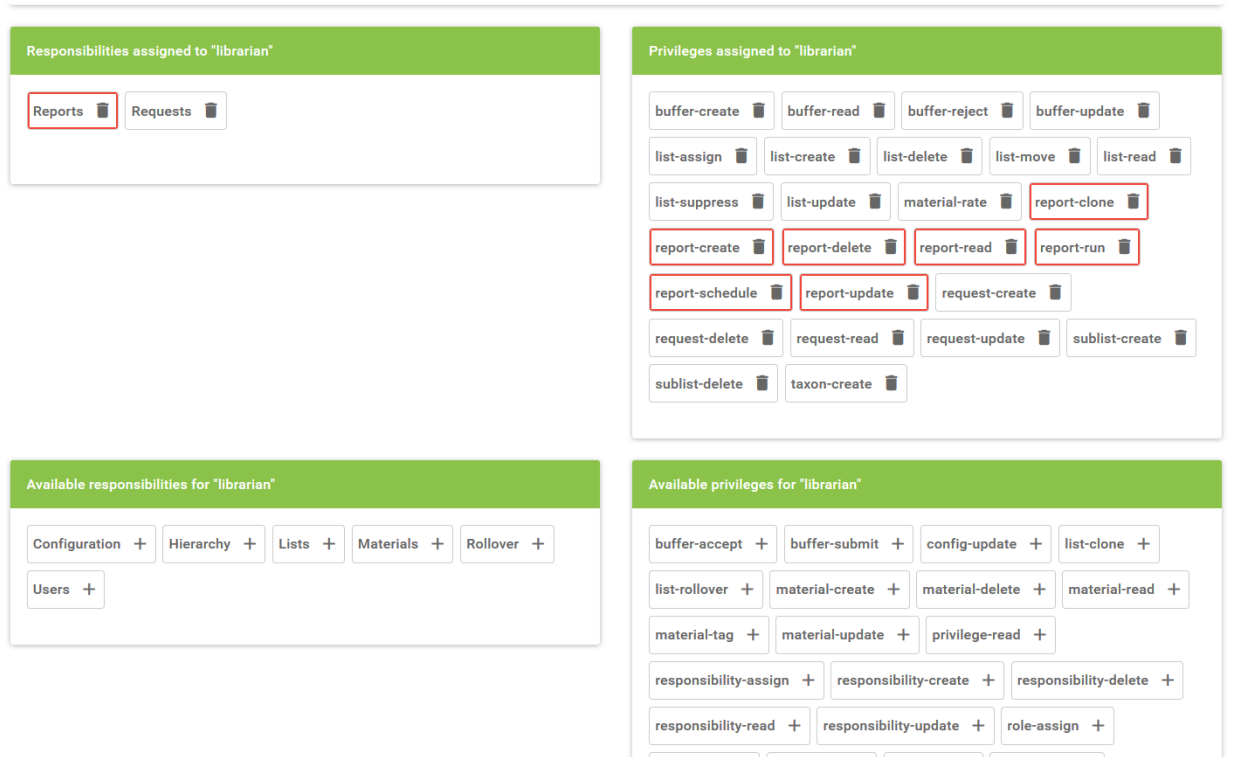 Responsibilities assigned to "librarian"
Reports Requests
Privileges assigned to "librarian"
buffer-create buffer-read buffer-reject buffer-update
list-assign list-create list-delete list-move list-read
list-suppress list-update material-rate report-clone
report-create report-delete report-read report-run
report-schedule report-update request-create
request-delete request-read request-update sublist-create
sublist-delete taxon-create
Available responsibilities for "librarian"
Configuration + Hierarchy + Lists + Materials + Rollover +
Users +
Available privileges for "librarian"
buffer-accept + buffer-submit + config-update + list-clone +
list-rollover + material-create + material-delete + material-read +
material-tag + material-update + privilege-read +
responsibility-assign + responsibility-create + responsibility-delete +
responsibility-read + responsibility-update + role-assign +